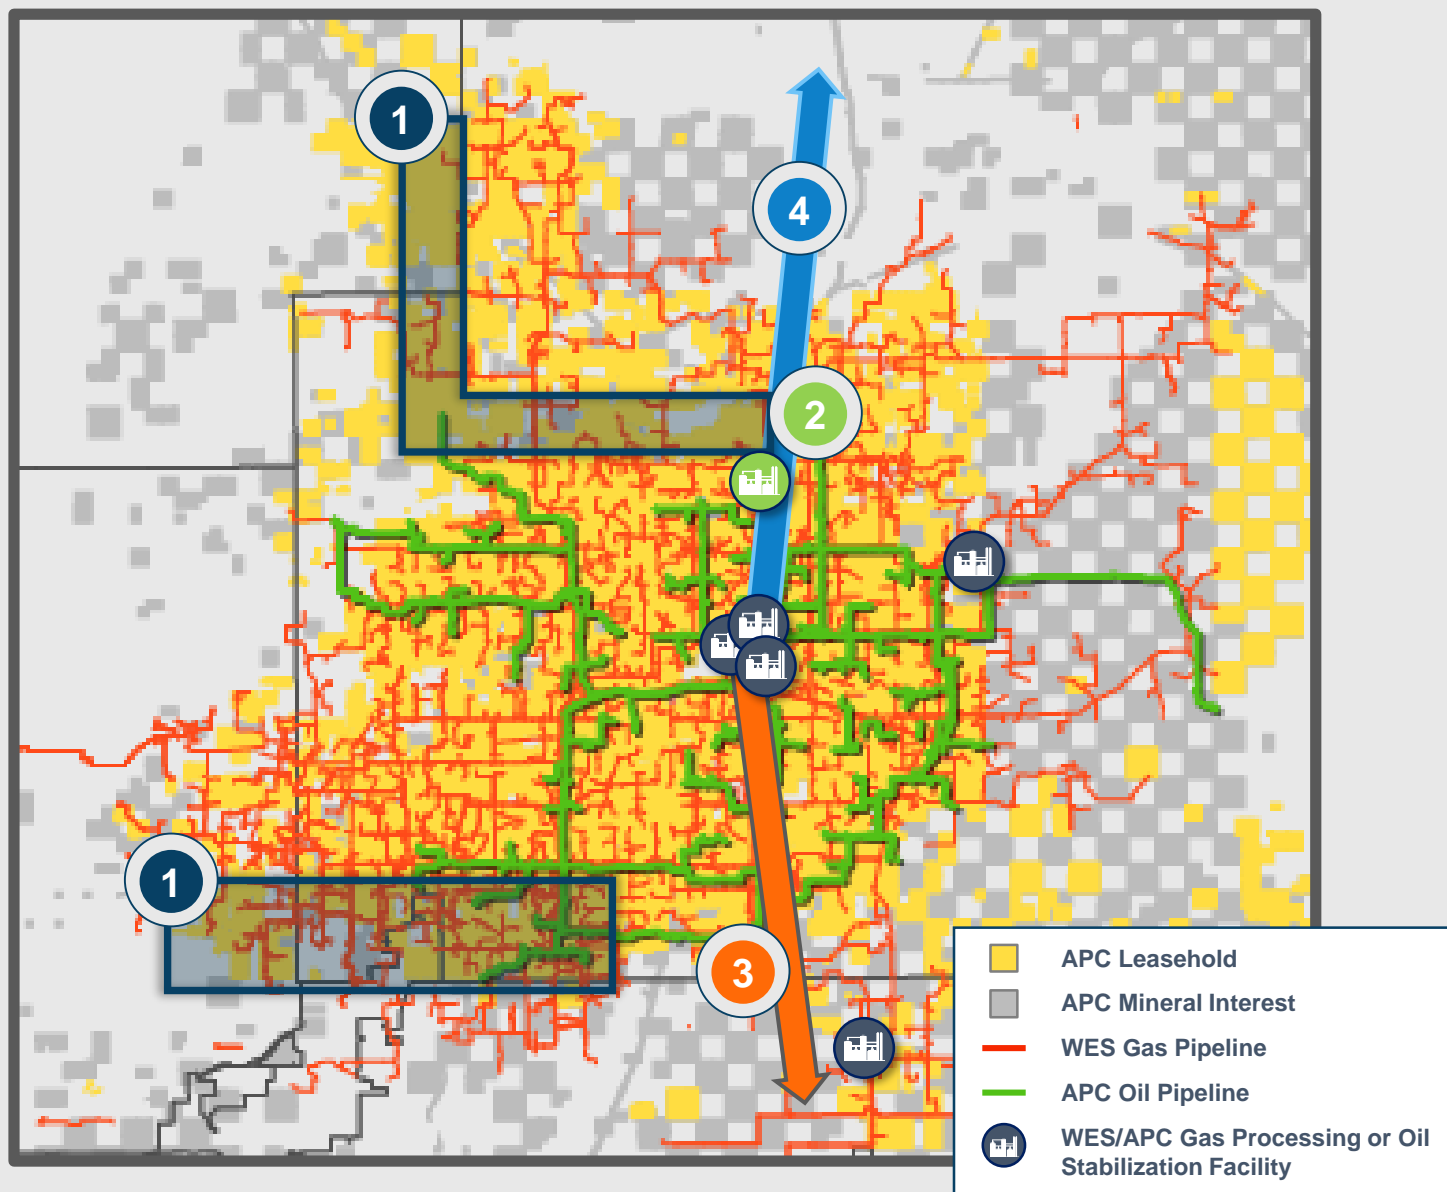 1
4
2
1
3
APC Leasehold
APC Mineral Interest
WES Gas Pipeline
APC Oil Pipeline
WES/APC Gas Processing or Oil
Stabilization Facility